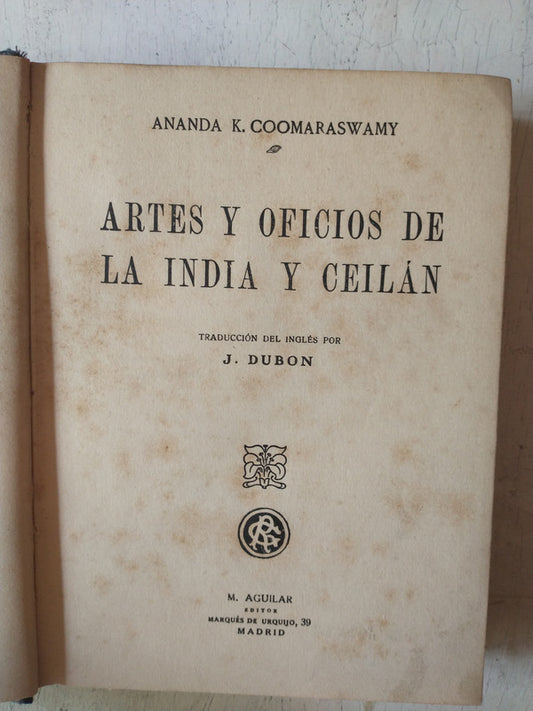 ANANDA K. COOMARASWAMY
ARTES Y OFICIOS DE
LA INDIA Y CEILÁN
TRADUCCIÓN DEL INGLÉS POR
J. DUBON
M. AGUILAR
EDITOR
MARQUÉS DE URQUIJO, 39
MADRID